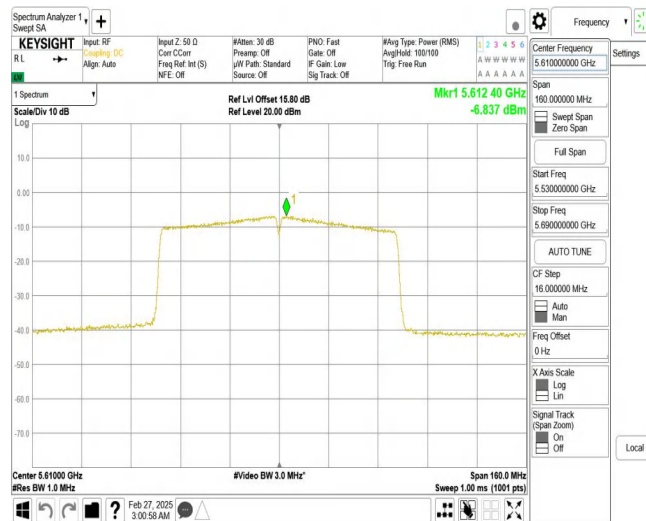 Spectrum Analyzer 1
Swept SA
+
Frequency
KEYSIGHT
R L
LXI
Input: RF
Coupling: DC
Align: Auto
Input Z: 50 Ω
Corr CCorr
Freq Ref: Int (S)
NFE: Off
#Atten: 30 dB
Preamp: Off
µW Path: Standard
Source: Off
PNO: Fast
Gate: Off
IF Gain: Low
Sig Track: Off
#Avg Type: Power (RMS)
Avg|Hold: 100/100
Trig: Free Run
1 2 3 4 5 6
A W W W W W
A A A A A A
1 Spectrum
Scale/Div 10 dB
Log
Ref Lvl Offset 15.80 dB
Ref Level 20.00 dBm
Mkr1 5.612 40 GHz
-6.837 dBm
1
10.0
0.00
-10.0
-20.0
-30.0
-40.0
-50.0
-60.0
-70.0
Center 5.61000 GHz
#Res BW 1.0 MHz
#Video BW 3.0 MHz*
Span 160.0 MHz
Sweep 1.00 ms (1001 pts)
?
Feb 27, 2025
3:00:58 AM
Center Frequency
5.610000000 GHz
Settings
Span
160.000000 MHz
Swept Span
Zero Span
Full Span
Start Freq
5.530000000 GHz
Stop Freq
5.690000000 GHz
AUTO TUNE
CF Step
16.000000 MHz
Auto
Man
Freq Offset
0 Hz
X Axis Scale
Log
Lin
Signal Track
(Span Zoom)
On
Off
Local